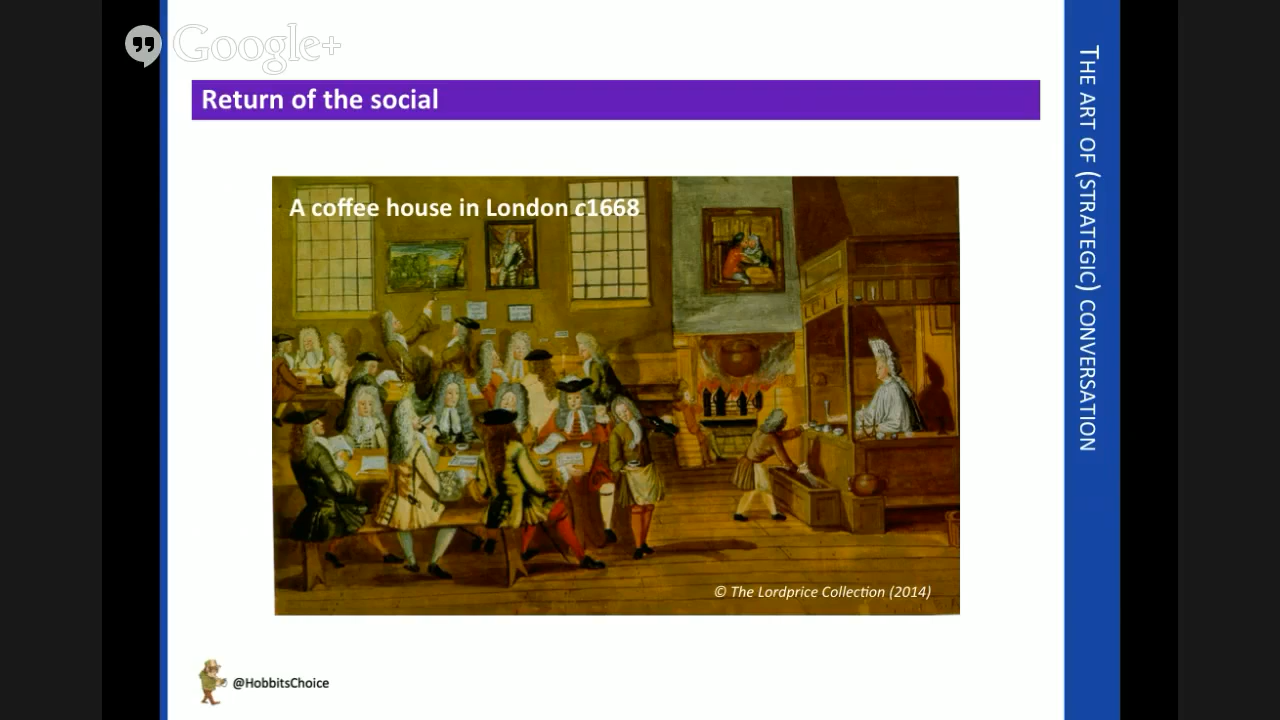 Google+
Return of the social
A coffee house in London c1668
© The Lordprice Collection (2014)
@HobbitsChoice
THE ART OF (STRATEGIC) CONVERSATION